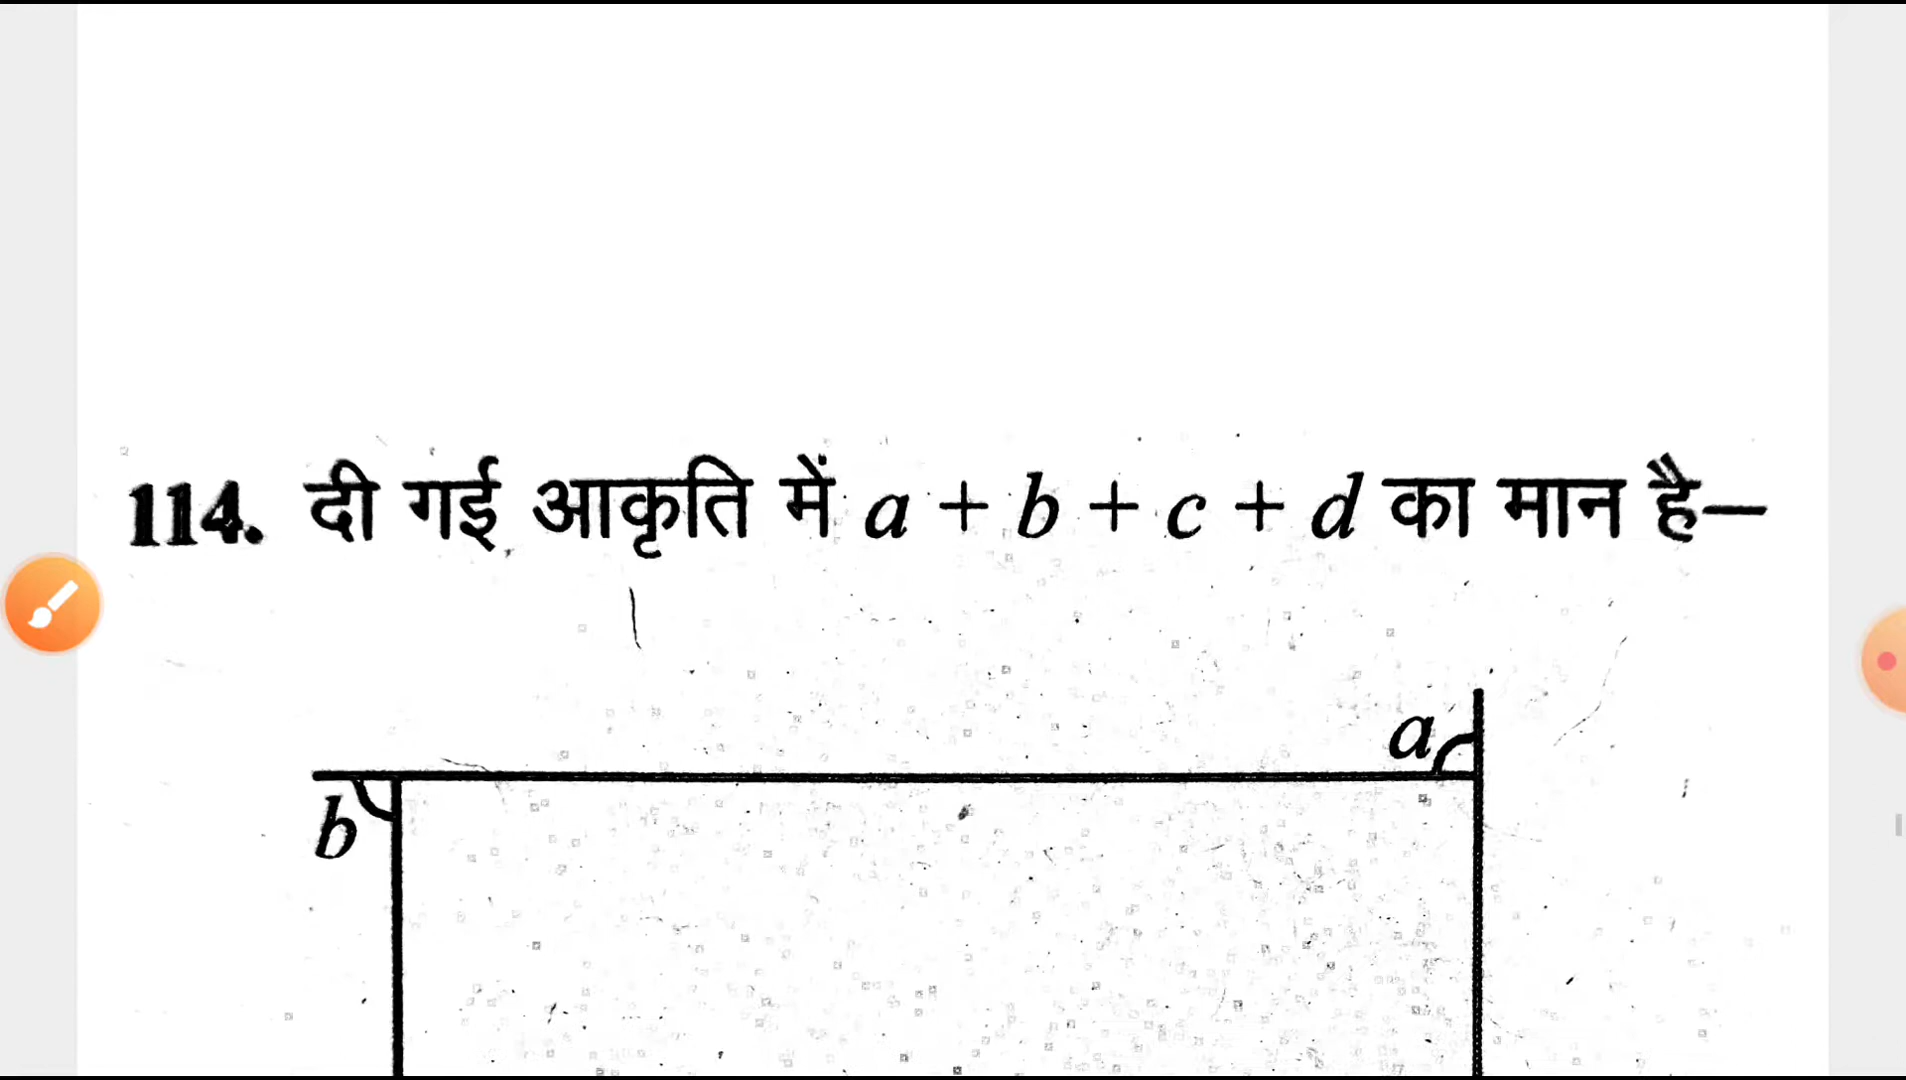 114. दी गई आकृति में a + b + c + d का मान है—
a
b